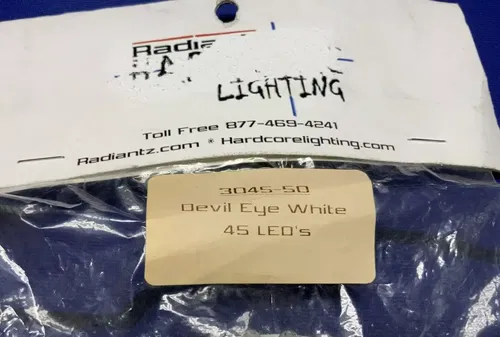 LIGHTING
Toll Free 877-469-4241
Radiantz.com * Hardcorelighting.com
3045-50
Devil Eye White
45 LED's